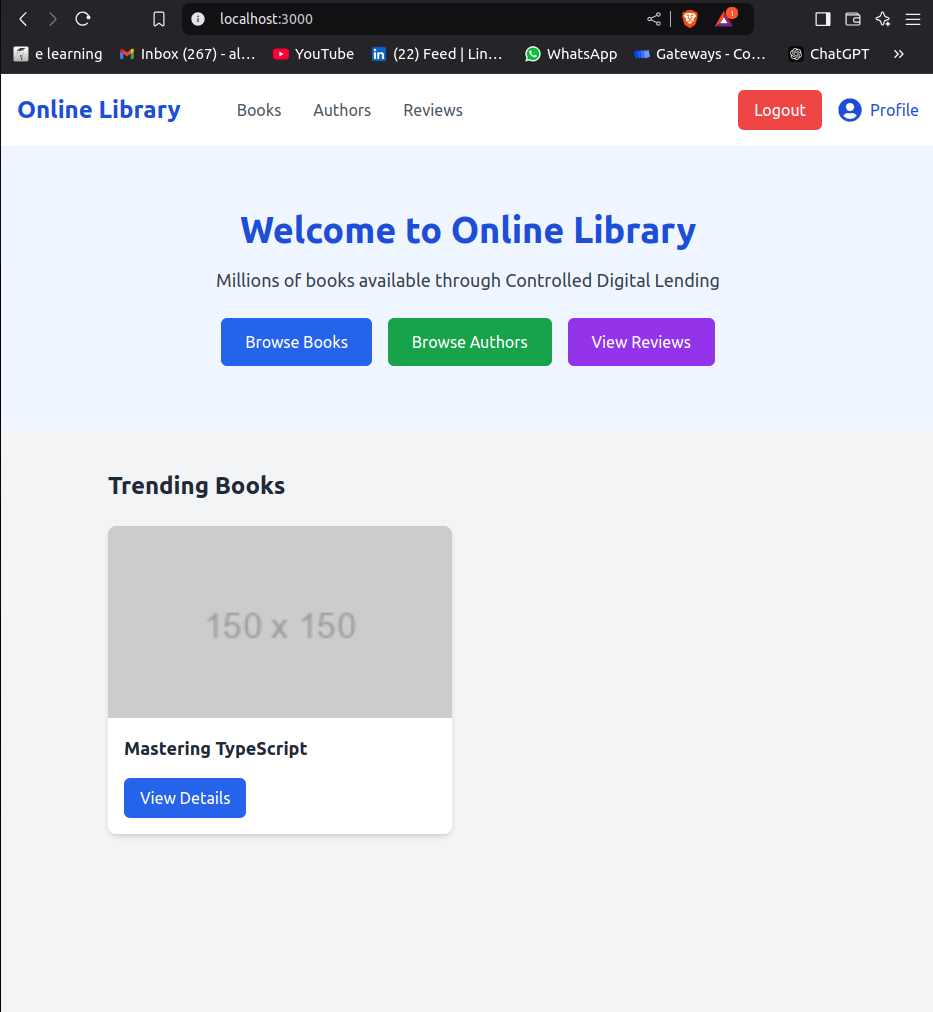 localhost:3000
1
e learning
Inbox (267) - al...
YouTube
in
(22) Feed | Lin...
WhatsApp
Gateways - Co...
ChatGPT
»
Online Library
Books
Authors
Reviews
Logout
Profile
Welcome to Online Library
Millions of books available through Controlled Digital Lending
Browse Books
Browse Authors
View Reviews
Trending Books
150 x 150
Mastering TypeScript
View Details